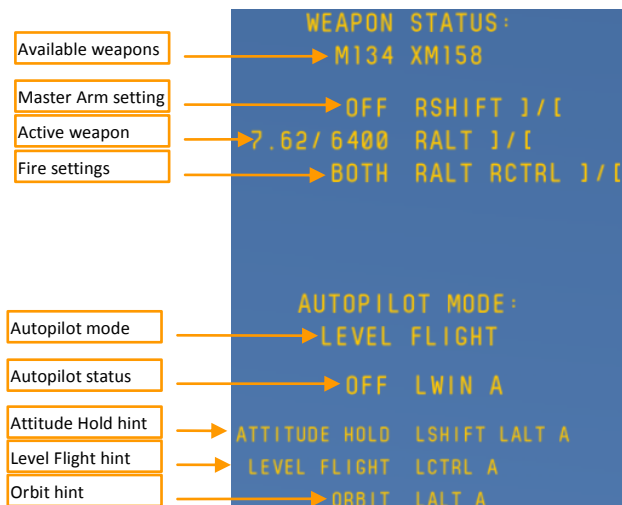 WEAPON STATUS:
Available weapons
M134 XM158
Master Arm setting
OFF RSHIFT ]/[
Active weapon
7.62/6400 RALT ]/[
Fire settings
BOTH RALT RCTRL ]/[
AUTOPILOT MODE:
Autopilot mode
LEVEL FLIGHT
Autopilot status
OFF LWIN A
Attitude Hold hint
ATTITUDE HOLD LSHIFT LALT A
Level Flight hint
LEVEL FLIGHT LCTRL A
Orbit hint
ORBIT LALT A